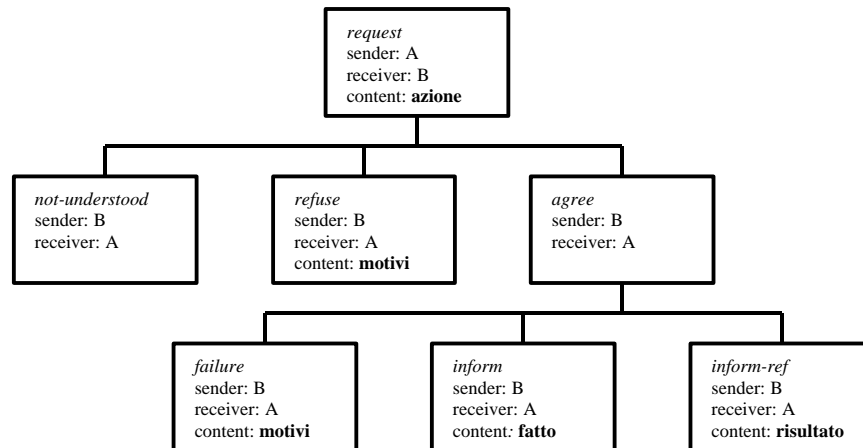 request
sender: A
receiver: B
content: azione
not-understood
sender: B
receiver: A
refuse
sender: B
receiver: A
content: motivi
agree
sender: B
receiver: A
failure
sender: B
receiver: A
content: motivi
inform
sender: B
receiver: A
content: fatto
inform-ref
sender: B
receiver: A
content: risultato